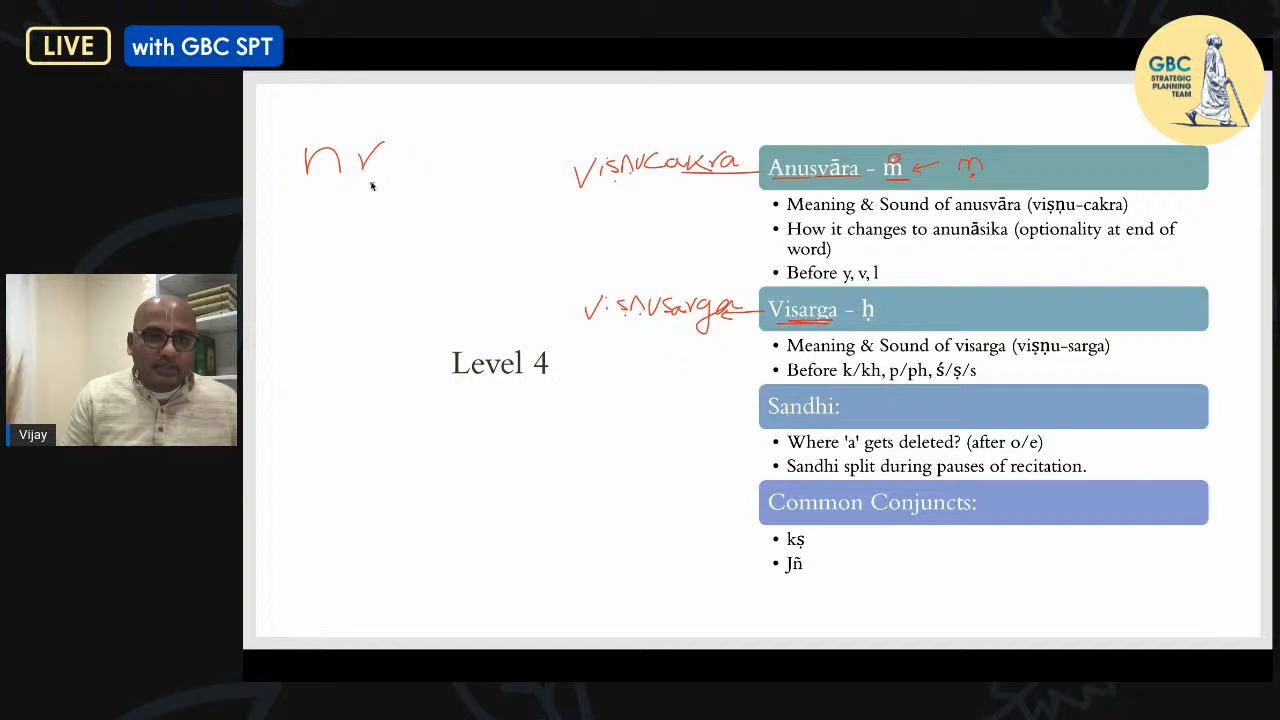 LIVE
with GBC SPT
GBC
STRATEGIC
PLANNING
TEAM
n r
viṣṇucakra
Anusvāra - ṁ
ṃ
• Meaning & Sound of anusvāra (viṣṇu-cakra)
• How it changes to anunāsika (optionality at end of
word)
• Before y, v, l
viṣṇusarga
Visarga - ḥ
• Meaning & Sound of visarga (viṣṇu-sarga)
• Before k/kh, p/ph, ś/ṣ/s
Level 4
Sandhi:
• Where 'a' gets deleted? (after o/e)
• Sandhi split during pauses of recitation.
Common Conjuncts:
• kṣ
• Jñ
Vijay